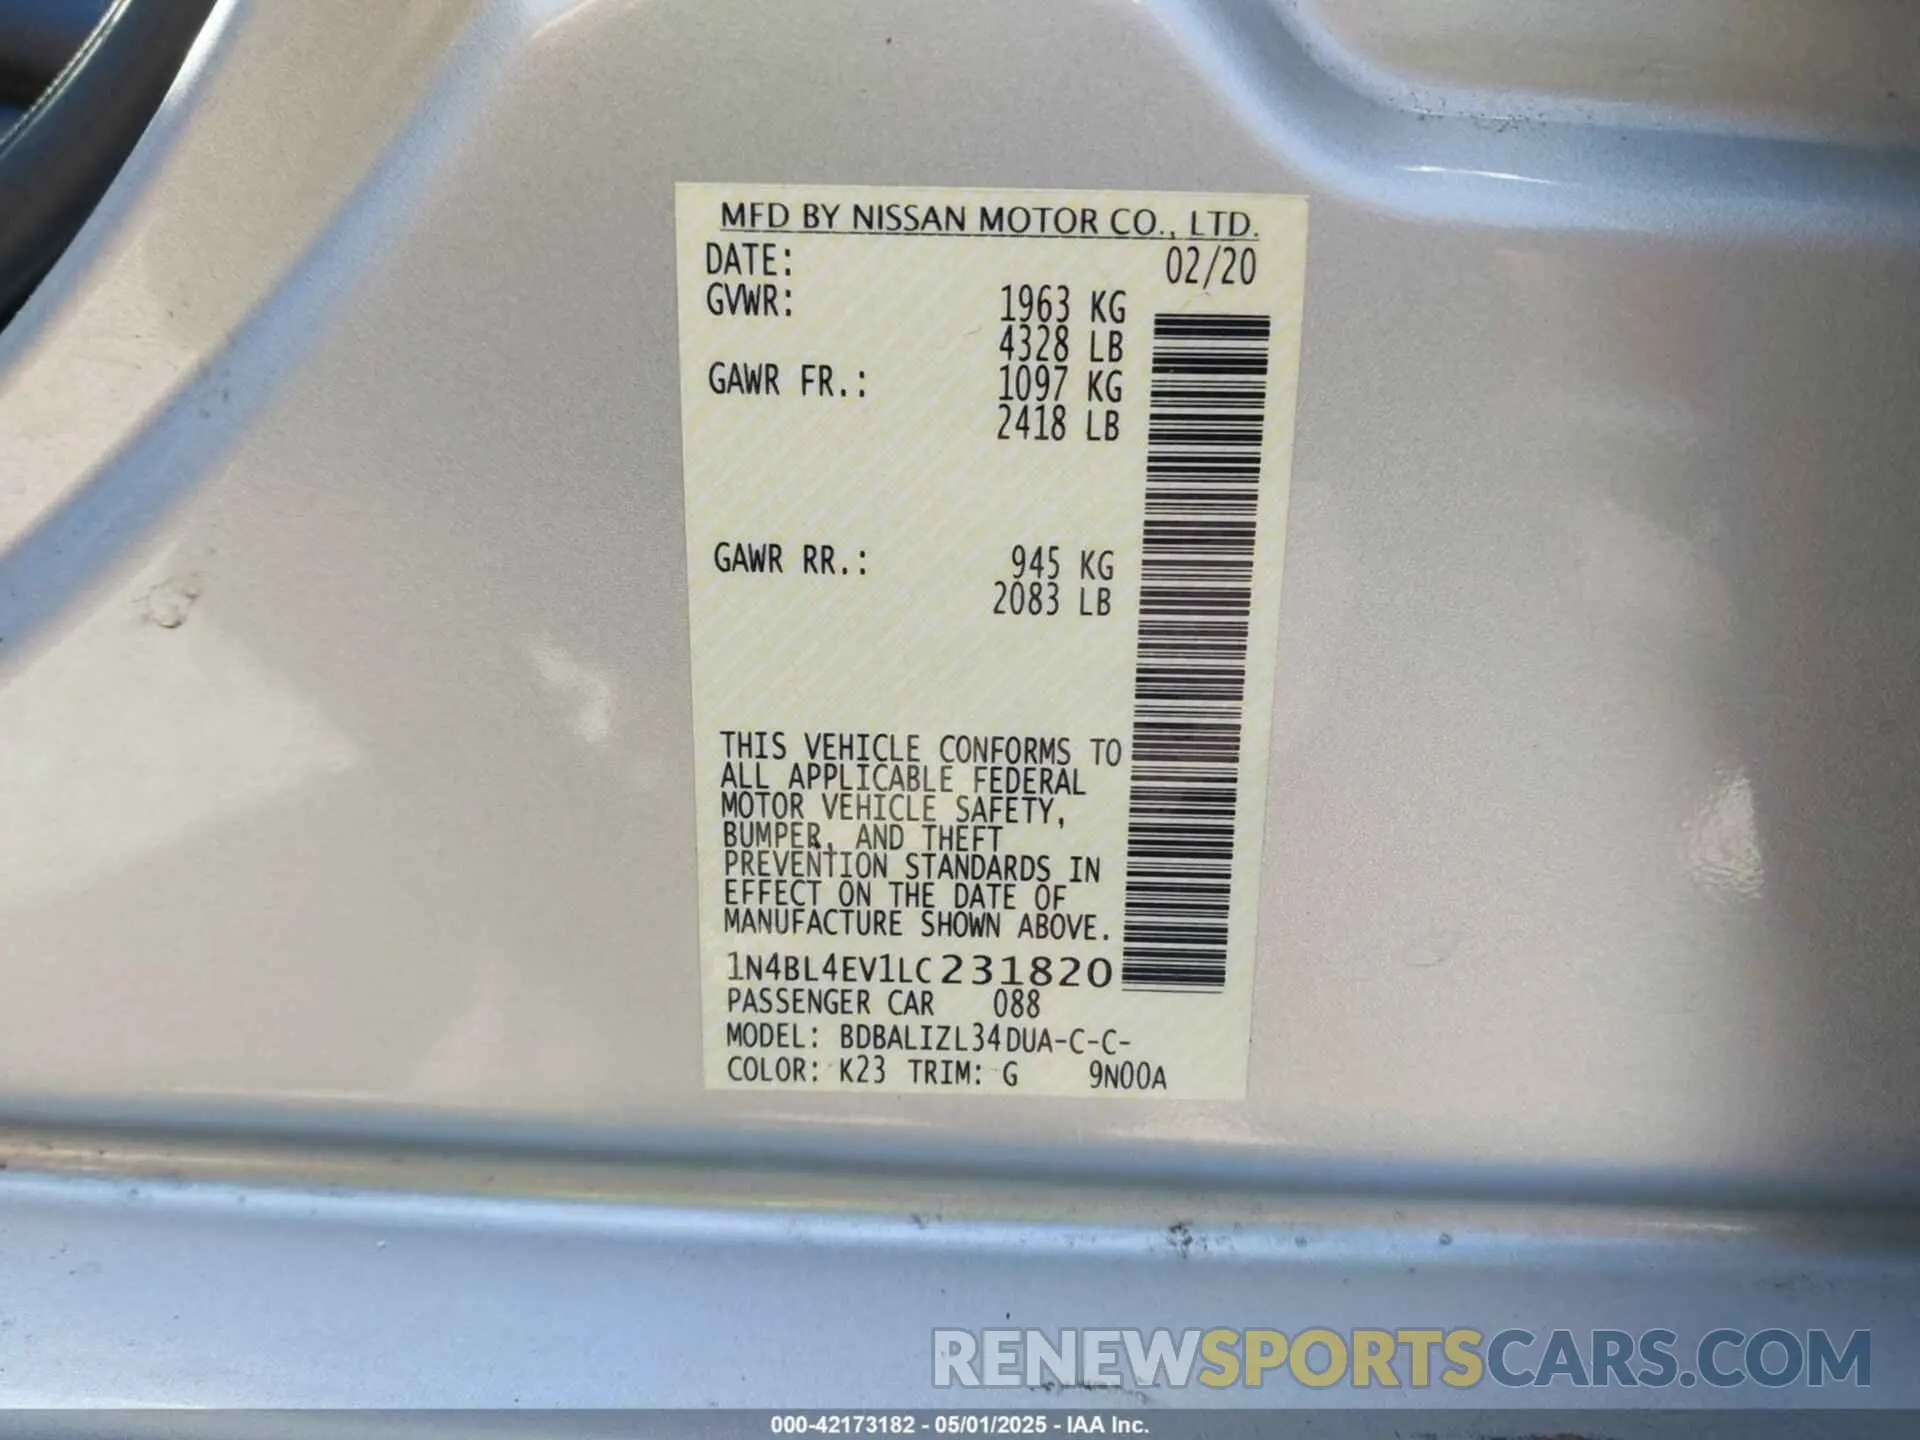 MFD BY NISSAN MOTOR CO., LTD.
DATE: 02/20
GVWR: 1963 KG
4328 LB
GAWR FR.: 1097 KG
2418 LB
GAWR RR.: 945 KG
2083 LB
THIS VEHICLE CONFORMS TO
ALL APPLICABLE FEDERAL
MOTOR VEHICLE SAFETY,
BUMPER, AND THEFT
PREVENTION STANDARDS IN
EFFECT ON THE DATE OF
MANUFACTURE SHOWN ABOVE.
1N4BL4EV1LC231820
PASSENGER CAR 088
MODEL: BDBALIZL34DUA-C-C-
COLOR: K23 TRIM: G 9N00A
RENEWSPORTSCARS.COM
000-42173182 - 05/01/2025 - IAA Inc.